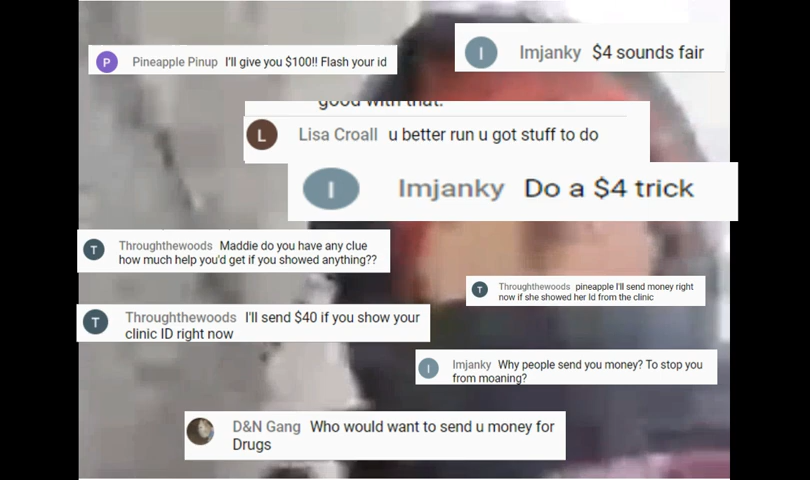 P Pineapple Pinup I'll give you $100!! Flash your id
I Imjanky $4 sounds fair
good with that.
L Lisa Croall u better run u got stuff to do
I Imjanky Do a $4 trick
T Throughthewoods Maddie do you have any clue
how much help you'd get if you showed anything??
T Throughthewoods pineapple I'll send money right
now if she showed her Id from the clinic
T Throughthewoods I'll send $40 if you show your
clinic ID right now
I Imjanky Why people send you money? To stop you
from moaning?
D&N Gang Who would want to send u money for
Drugs